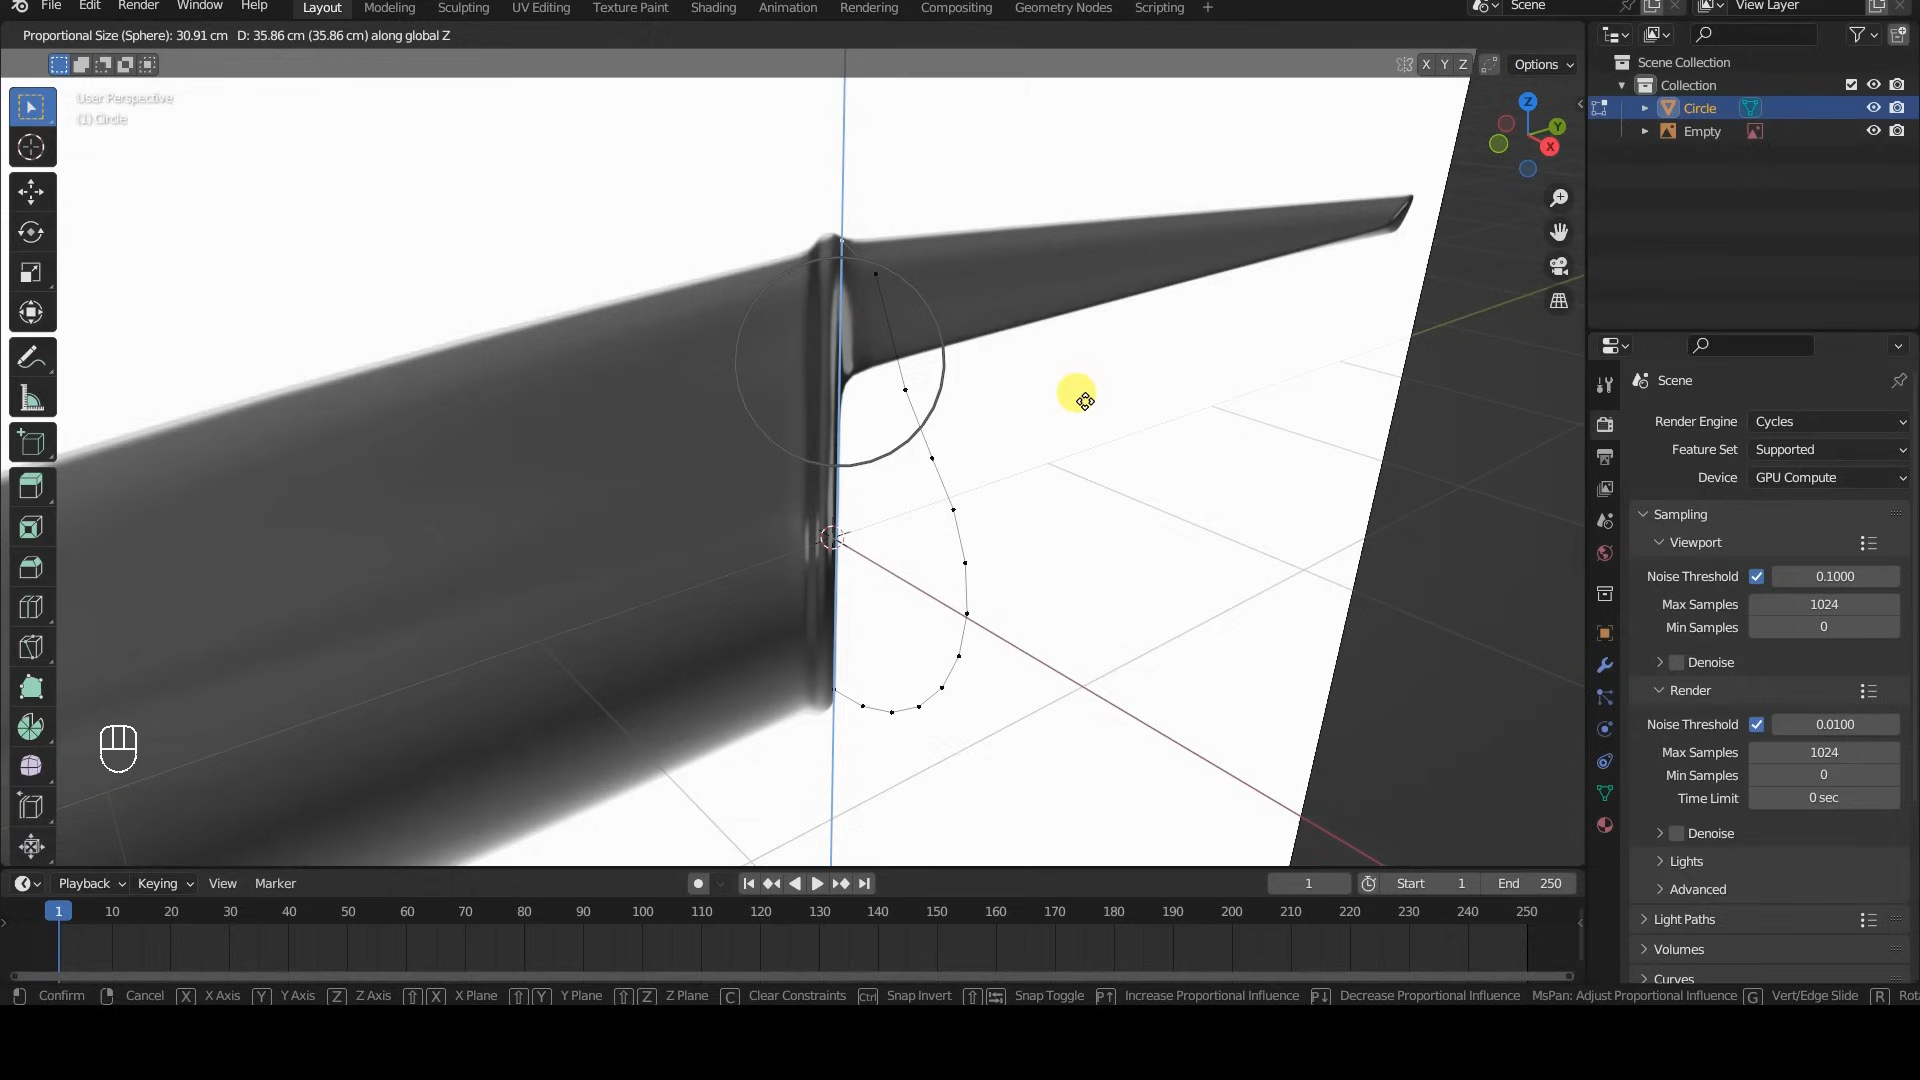 File Edit Render Window Help Layout Modeling Sculpting UV Editing Texture Paint Shading Animation Rendering Compositing Geometry Nodes Scripting + Scene View Layer
Proportional Size (Sphere): 30.91 cm D: 35.86 cm (35.86 cm) along global Z
X Y Z Options
User Perspective
(1) Circle
Z
Y
X
Scene Collection
Collection
Circle
Empty
Scene
Render Engine Cycles
Feature Set Supported
Device GPU Compute
Sampling
Viewport
Noise Threshold 0.1000
Max Samples 1024
Min Samples 0
Denoise
Render
Noise Threshold 0.0100
Max Samples 1024
Min Samples 0
Time Limit 0 sec
Denoise
Lights
Advanced
Light Paths
Volumes
Curves
Playback Keying View Marker 1 Start 1 End 250
1 10 20 30 40 50 60 70 80 90 100 110 120 130 140 150 160 170 180 190 200 210 220 230 240 250
Confirm Cancel X X Axis Y Y Axis Z Z Axis X X Plane Y Y Plane Z Z Plane C Clear Constraints Ctrl Snap Invert Snap Toggle P↑ Increase Proportional Influence P↓ Decrease Proportional Influence MsPan: Adjust Proportional Influence G Vert/Edge Slide R